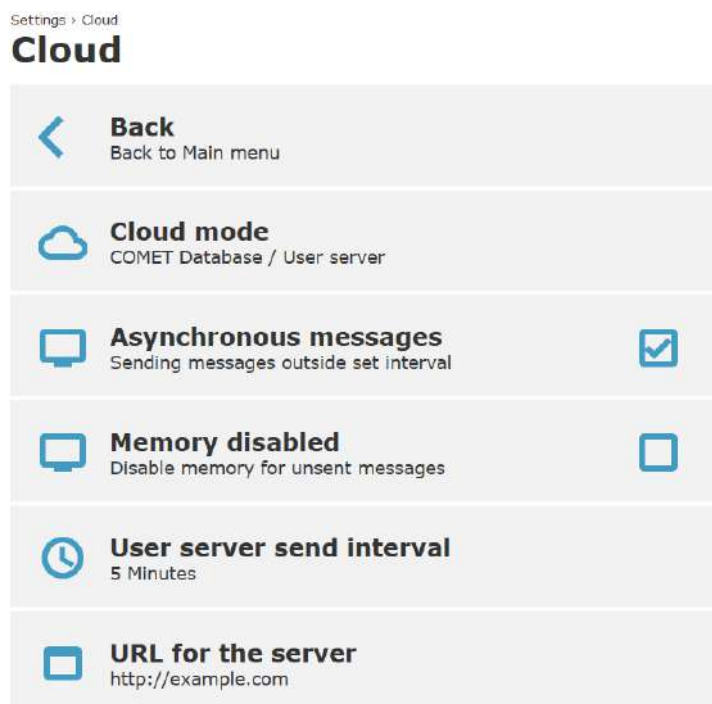 Settings › Cloud
Cloud
Back
Back to Main menu
Cloud mode
COMET Database / User server
Asynchronous messages
Sending messages outside set interval
Memory disabled
Disable memory for unsent messages
User server send interval
5 Minutes
URL for the server
http://example.com